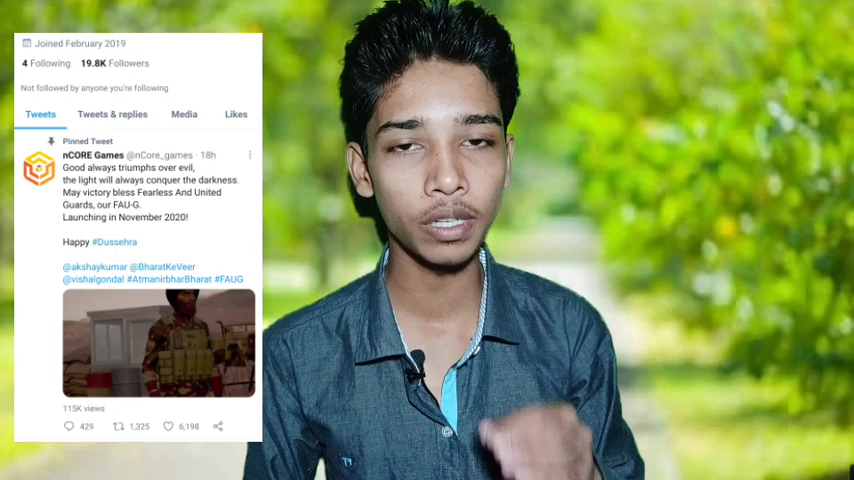 Joined February 2019
4 Following 19.8K Followers
Not followed by anyone you're following
Tweets Tweets & replies Media Likes
Pinned Tweet
nCORE Games @nCore_games · 18h
Good always triumphs over evil,
the light will always conquer the darkness.
May victory bless Fearless And United
Guards, our FAU-G.
Launching in November 2020!
Happy #Dussehra
@akshaykumar @BharatKeVeer
@vishalgondal #AtmanirbharBharat #FAUG
115K views
429 1,325 6,198